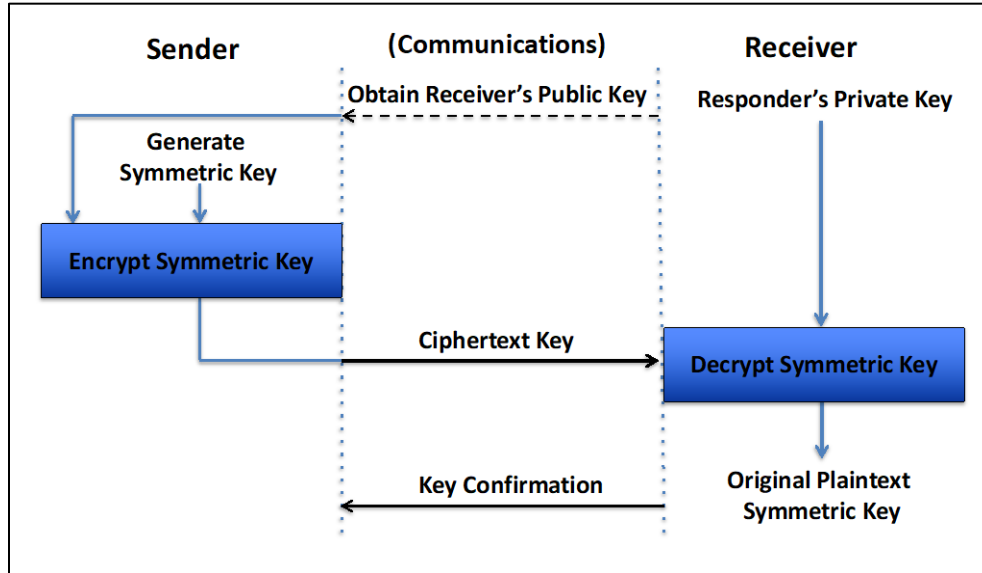 Sender
(Communications)
Receiver
Obtain Receiver's Public Key
Responder's Private Key
Generate
Symmetric Key
Encrypt Symmetric Key
Ciphertext Key
Decrypt Symmetric Key
Key Confirmation
Original Plaintext
Symmetric Key